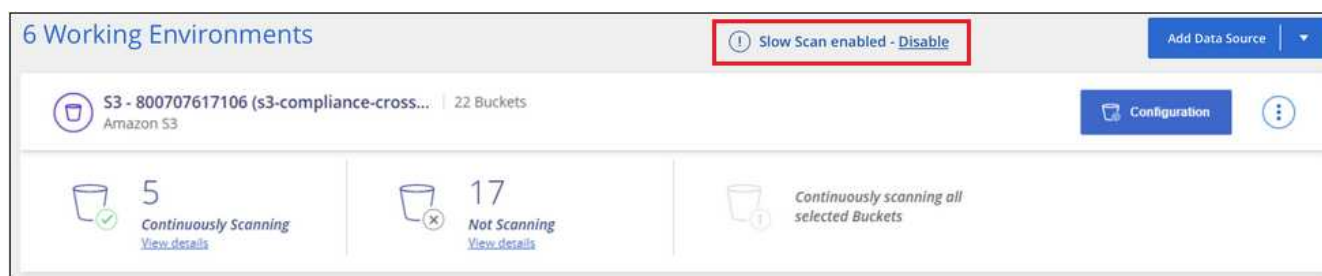 6 Working Environments
Slow Scan enabled - Disable
Add Data Source
S3 - 800707617106 (s3-compliance-cross...
22 Buckets
Amazon S3
Configuration
5
Continuously Scanning
View details
17
Not Scanning
View details
Continuously scanning all
selected Buckets